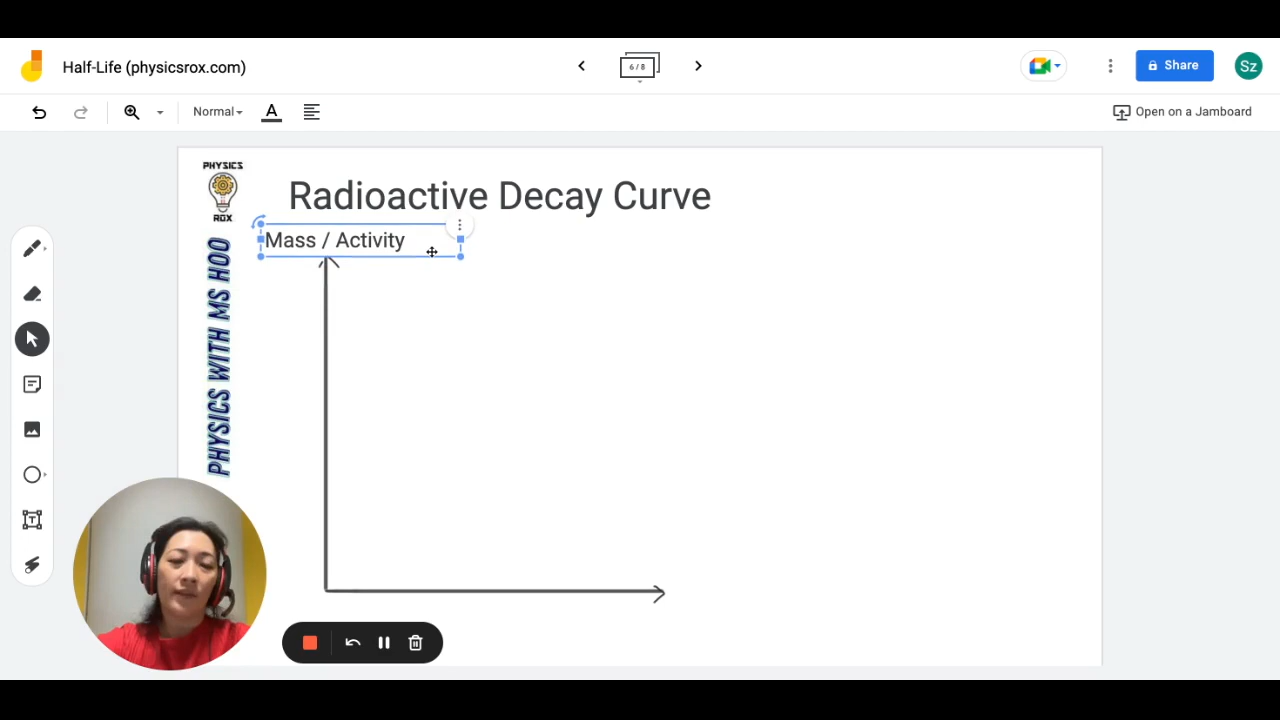 Half-Life (physicsrox.com)
6 / 8
Share
Sz
Normal
A
Open on a Jamboard
PHYSICS
ROX
Radioactive Decay Curve
Mass / Activity
PHYSICS WITH MS HOO
T